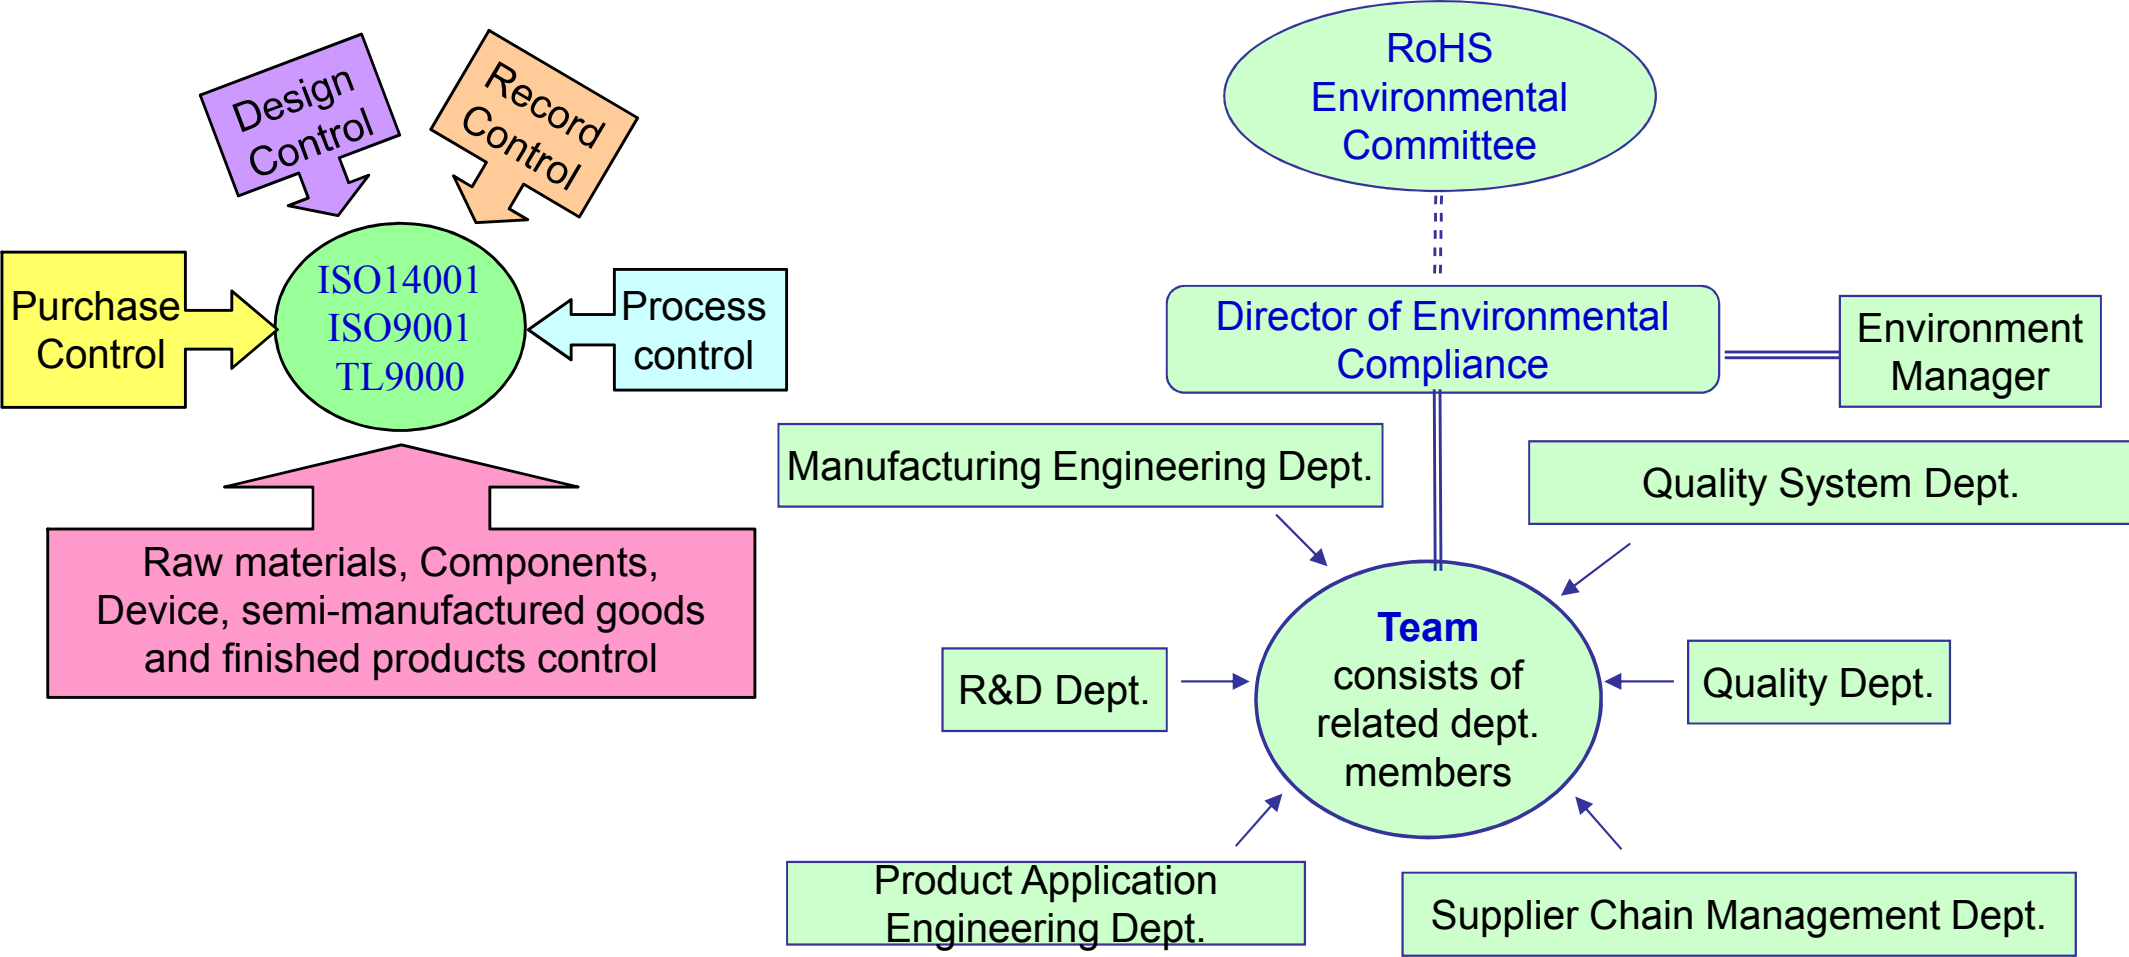 Design
Control
Record
Control
Purchase
Control
ISO14001
ISO9001
TL9000
Process
control
Raw materials, Components,
Device, semi-manufactured goods
and finished products control
RoHS
Environmental
Committee
Director of Environmental
Compliance
Environment
Manager
Manufacturing Engineering Dept.
Quality System Dept.
Team
consists of
related dept.
members
R&D Dept.
Quality Dept.
Product Application
Engineering Dept.
Supplier Chain Management Dept.